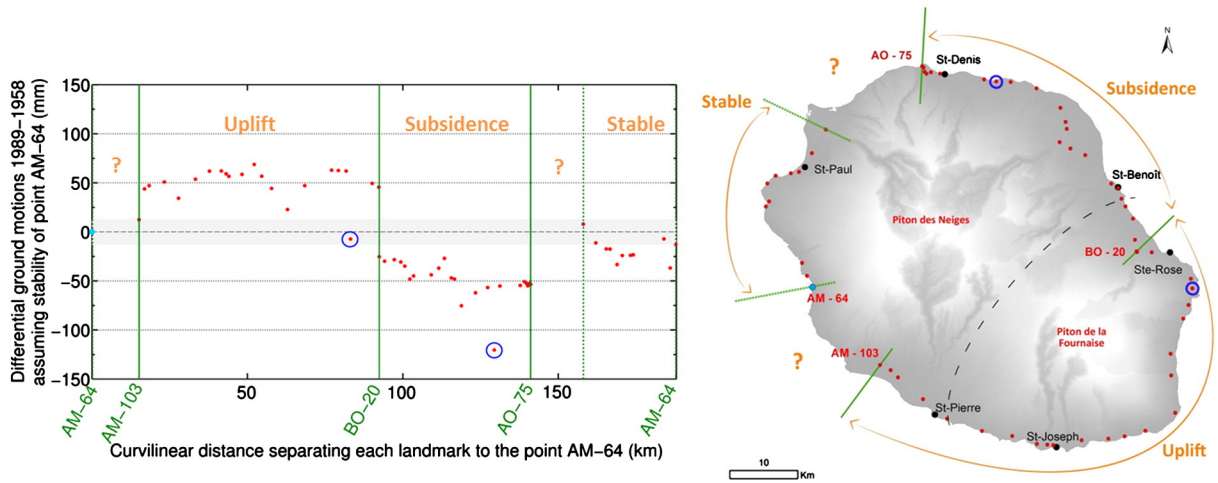 Differential ground motions 1989−1958
assuming stability of point AM−64 (mm)
150
100
50
0
−50
−100
−150
?
Uplift
Subsidence
?
Stable
50
100
150
AM−64
AM−103
BO−20
AO−75
AM−64
Curvilinear distance separating each landmark to the point AM−64 (km)
N
AO - 75
St-Denis
?
Subsidence
Stable
St-Paul
St-Benoît
Piton des Neiges
BO - 20
Ste-Rose
AM - 64
Piton de la
Fournaise
AM - 103
?
St-Pierre
St-Joseph
Uplift
10
Km